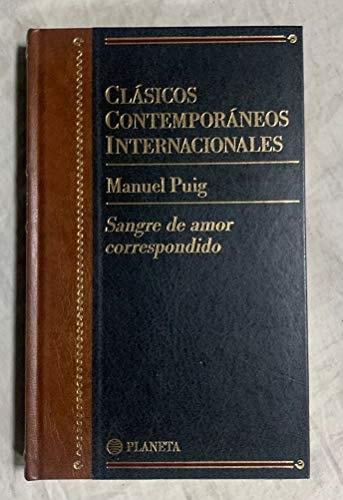 CLÁSICOS
CONTEMPORÁNEOS
INTERNACIONALES
Manuel Puig
Sangre de amor
correspondido
PLANETA